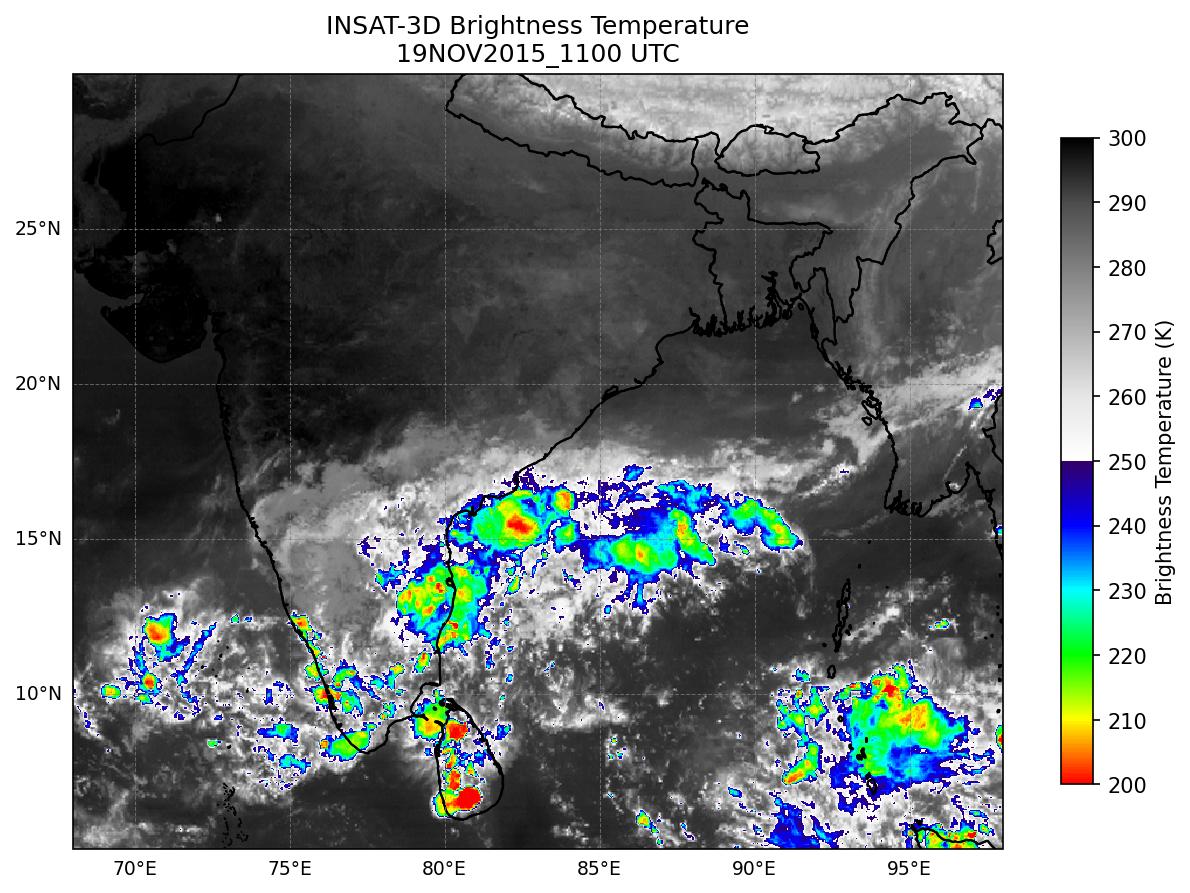 INSAT-3D Brightness Temperature
19NOV2015_1100 UTC
25°N
20°N
15°N
10°N
70°E
75°E
80°E
85°E
90°E
95°E
300
290
280
270
260
250
240
230
220
210
200
Brightness Temperature (K)